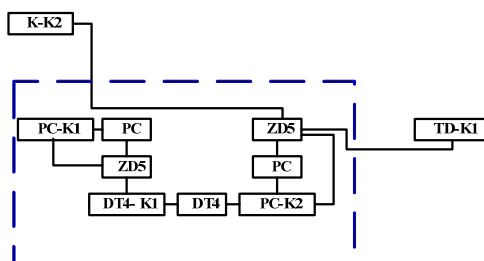 K-K2
PC-K1 PC ZD5 TD-K1
ZD5 PC
DT4- K1 DT4 PC-K2